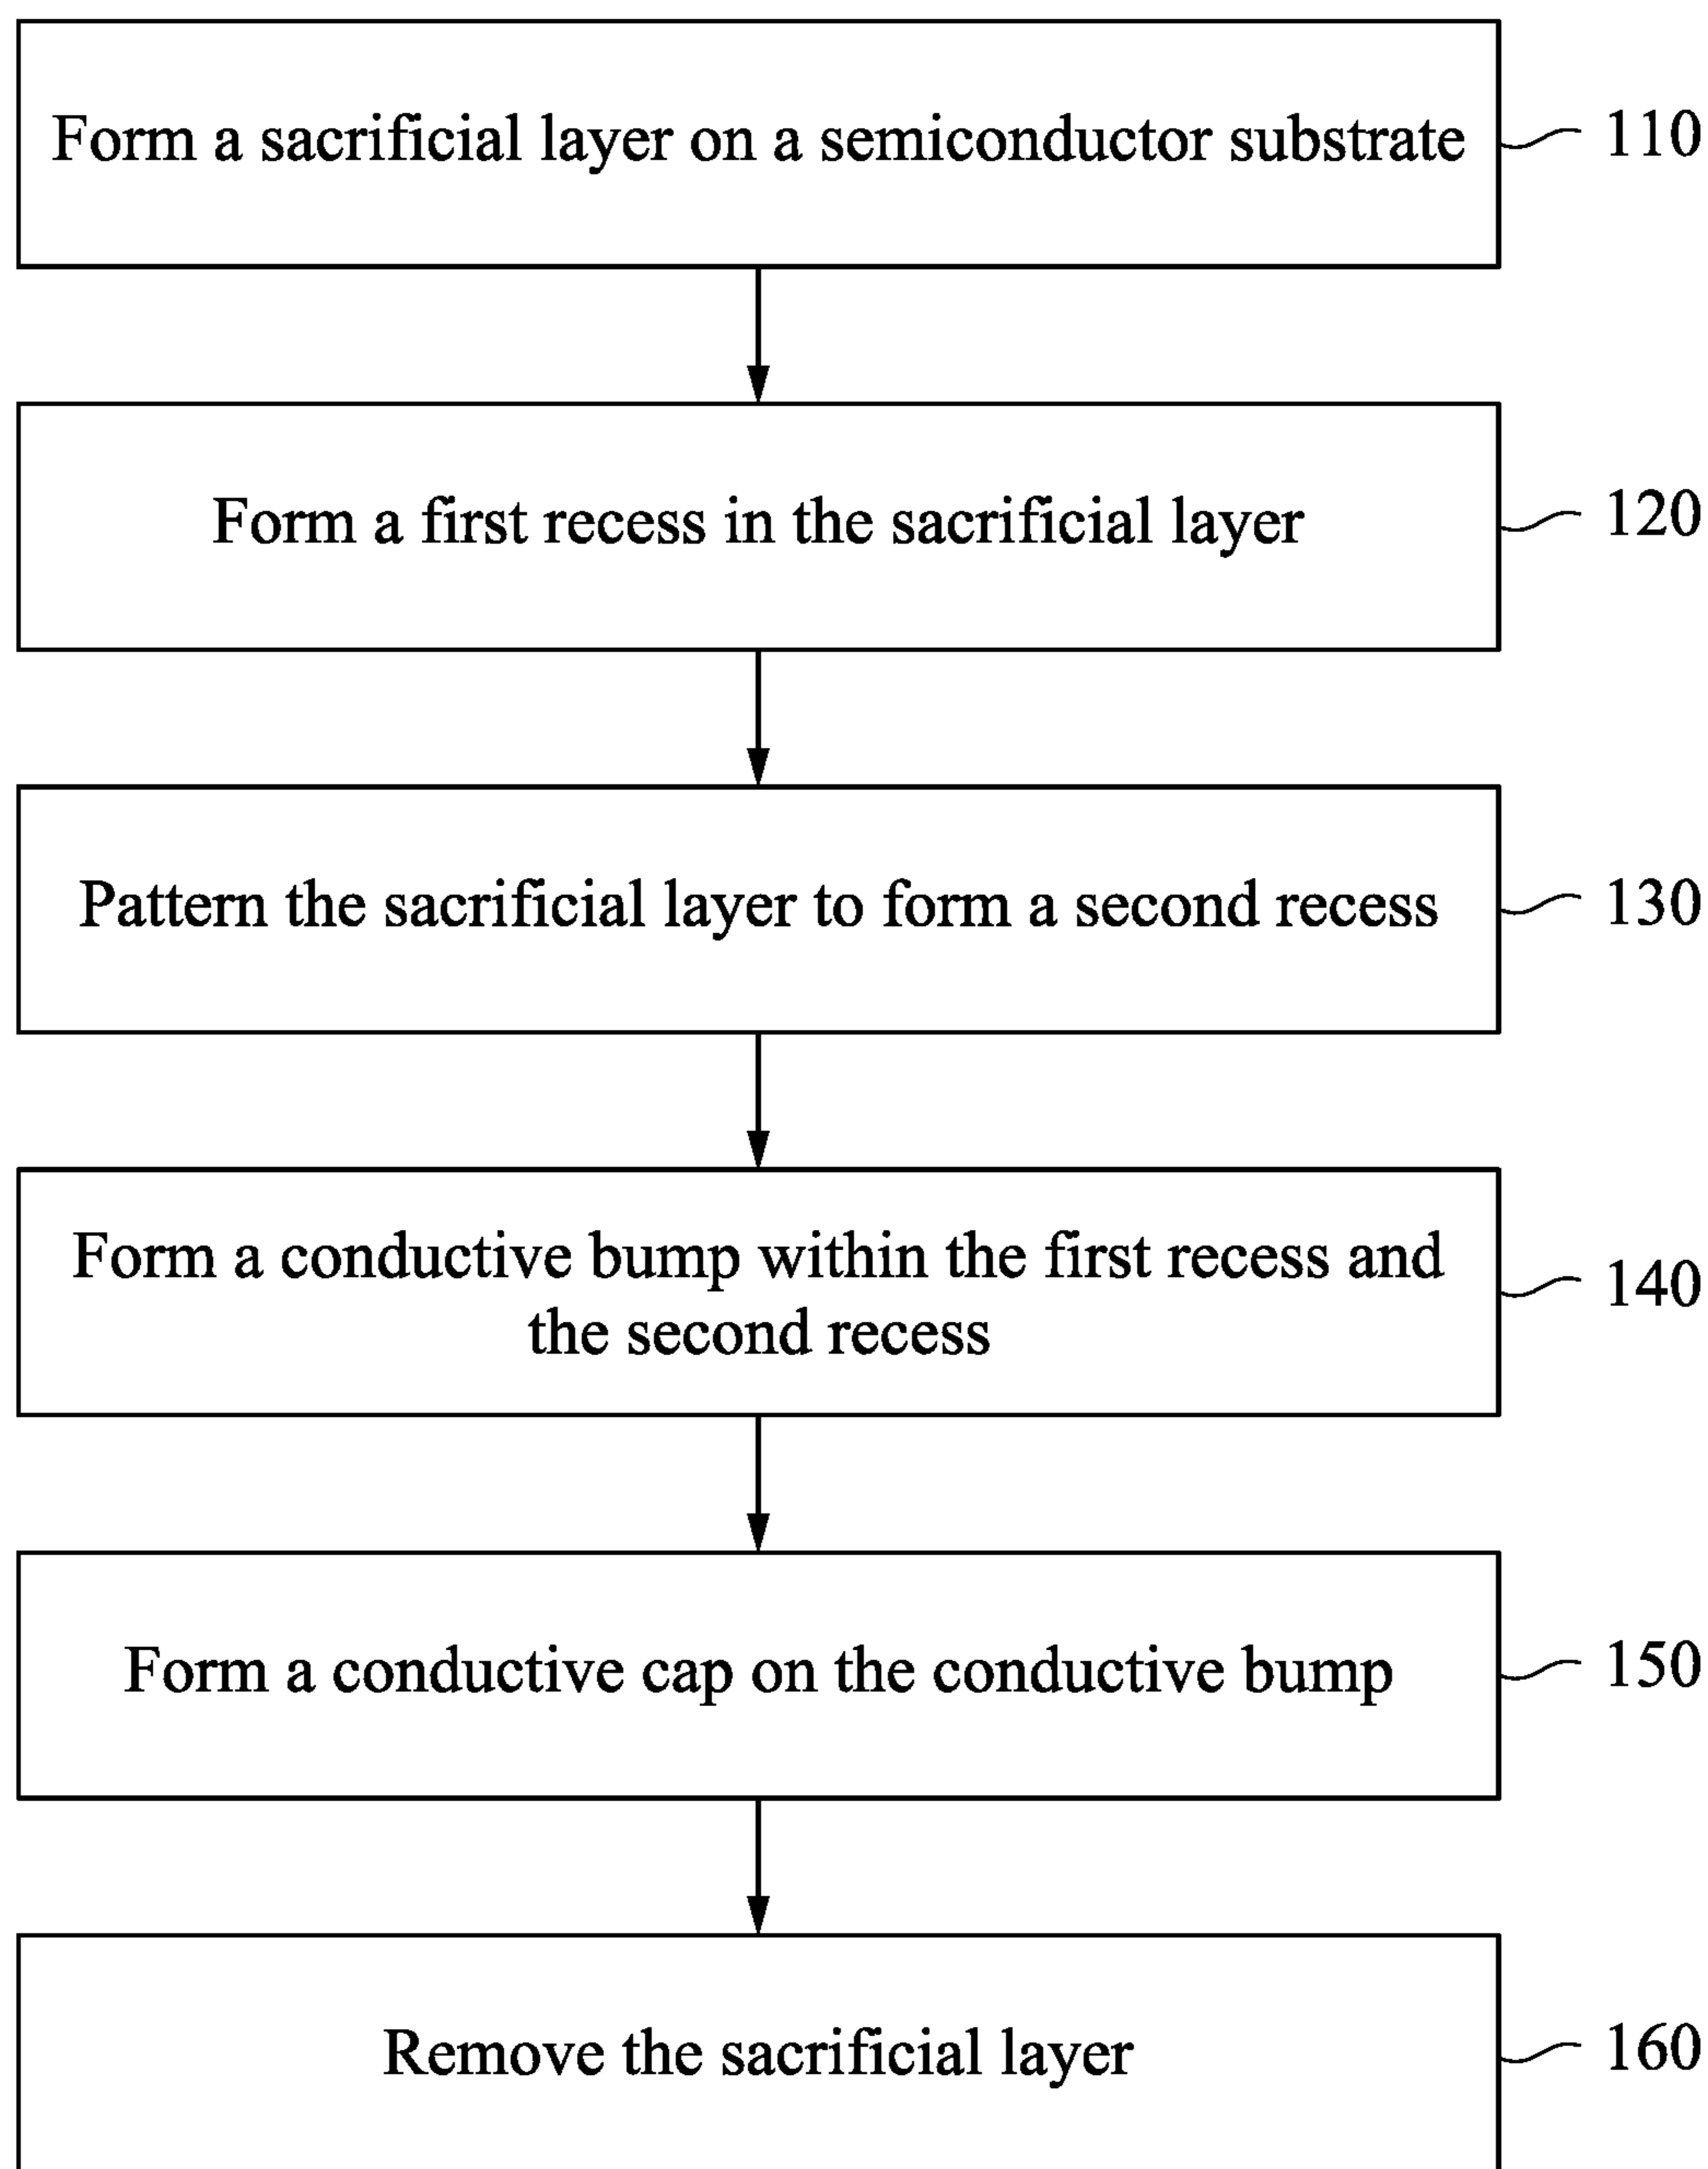 Form a sacrificial layer on a semiconductor substrate
110
Form a first recess in the sacrificial layer
120
Pattern the sacrificial layer to form a second recess
130
Form a conductive bump within the first recess and
the second recess
140
Form a conductive cap on the conductive bump
150
Remove the sacrificial layer
160